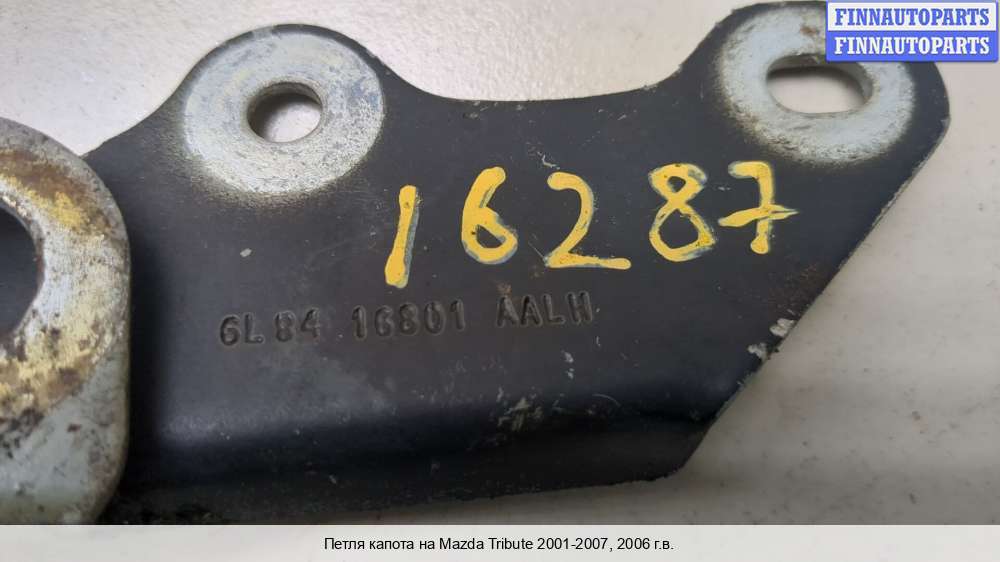 FINNAUTOPARTS
FINNAUTOPARTS
16287
6L84 16801 AALH
Петля капота на Mazda Tribute 2001-2007, 2006 г.в.